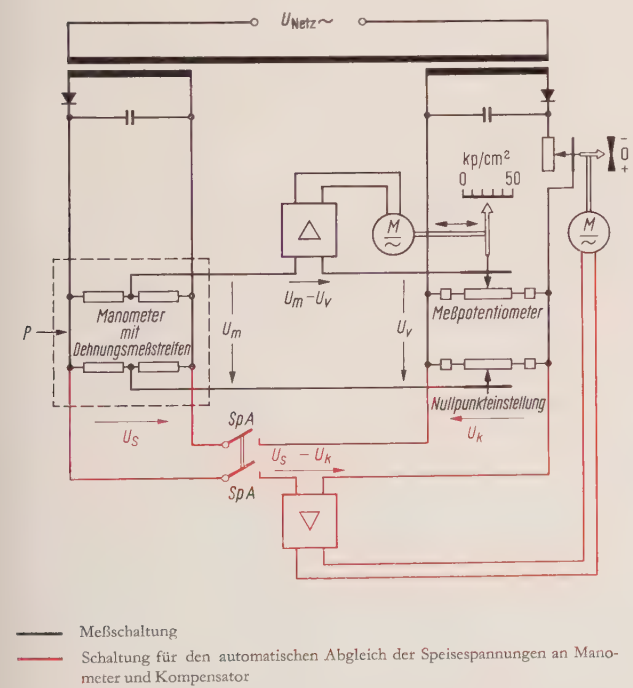 U_Netz ~
kp/cm²
0 50
-
0
+
M
~
M
~
△
U_m - U_v
Manometer
mit
Dehnungsmeßstreifen
P
U_m
U_v
Meßpotentiometer
Nullpunkteinstellung
U_S
U_k
SpA
U_s - U_k
SpA
▽
Meßschaltung
Schaltung für den automatischen Abgleich der Speisespannungen an Mano-
meter und Kompensator